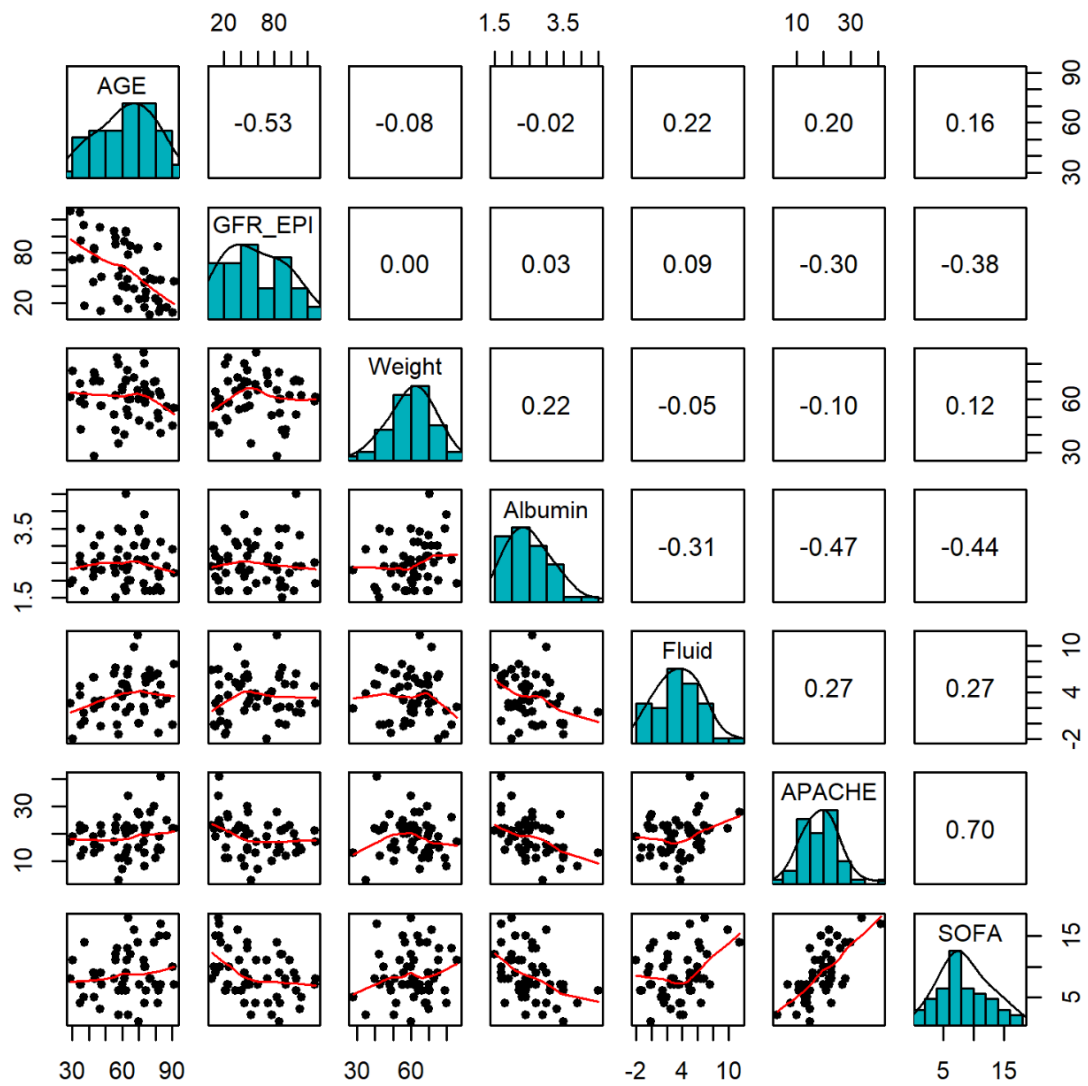 20 80 1.5 3.5 10 30
AGE -0.53 -0.08 -0.02 0.22 0.20 0.16 30 60 90
20 80 GFR_EPI 0.00 0.03 0.09 -0.30 -0.38
Weight 0.22 -0.05 -0.10 0.12 30 60
1.5 3.5 Albumin -0.31 -0.47 -0.44
Fluid 0.27 0.27 -2 4 10
10 30 APACHE 0.70
SOFA 5 15
30 60 90 30 60 -2 4 10 5 15